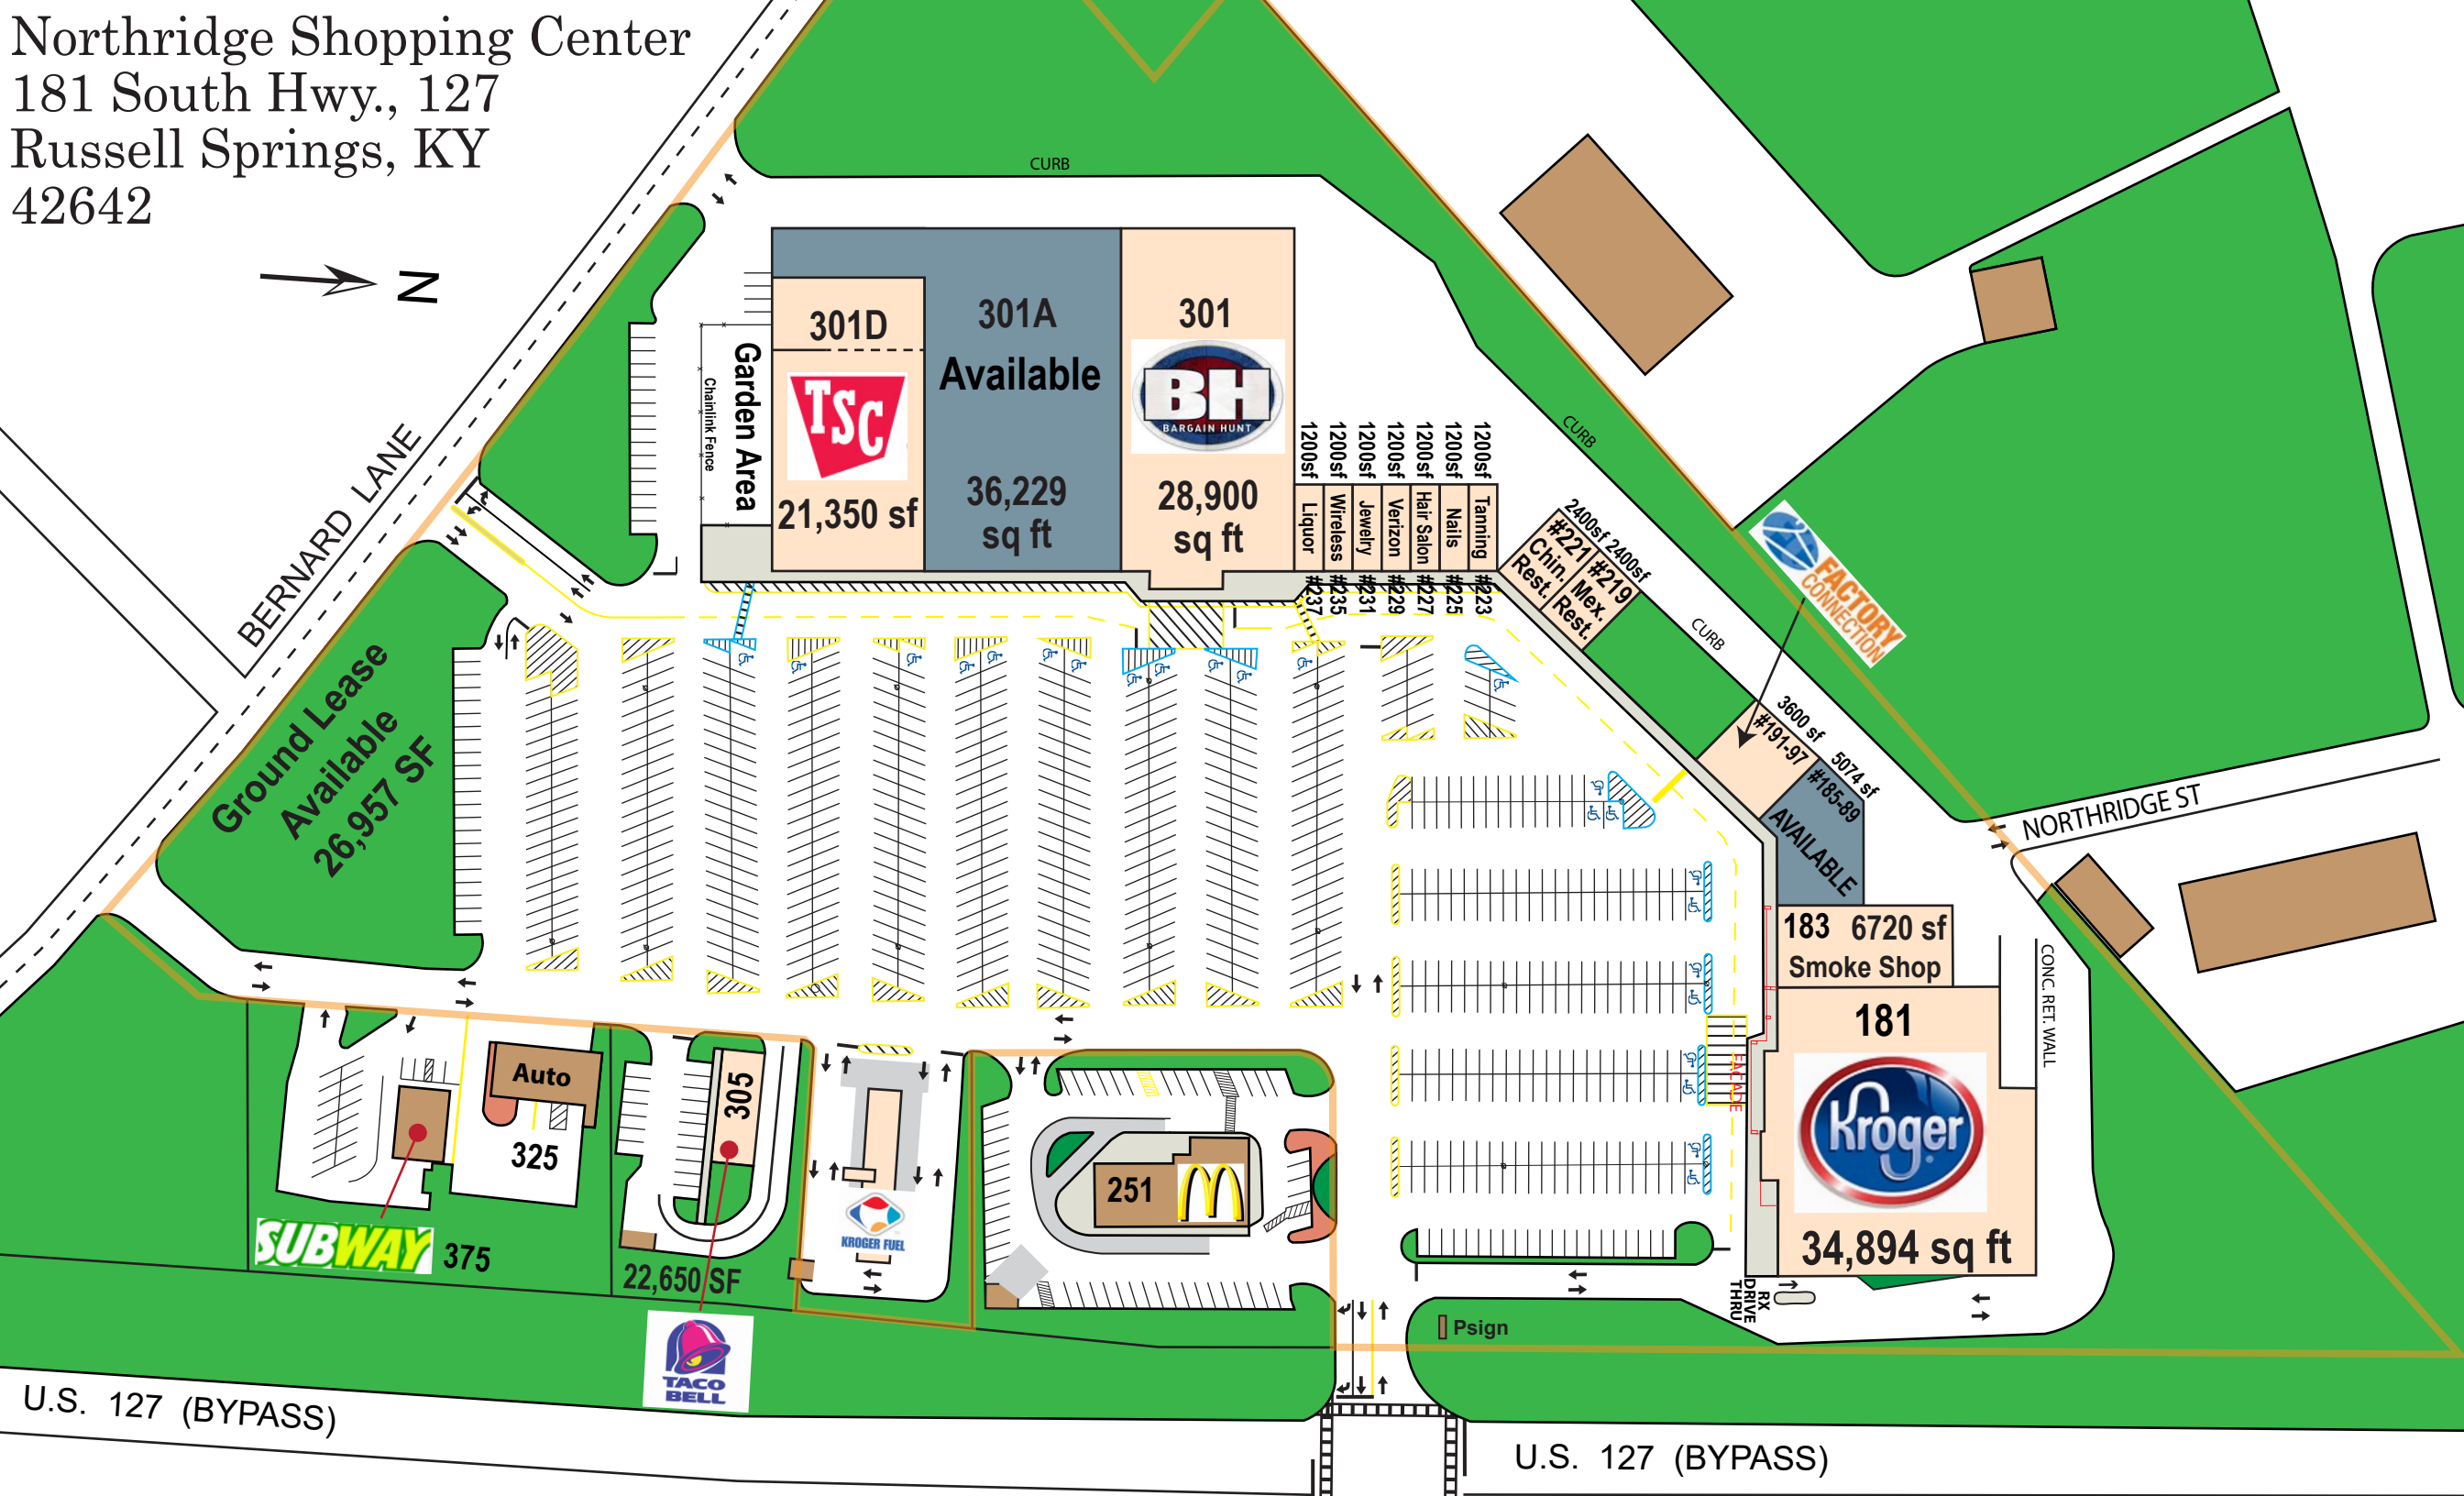 Northridge Shopping Center
181 South Hwy., 127
Russell Springs, KY
42642
N
CURB
BERNARD LANE
Ground Lease
Available
26,957 SF
Chainlink Fence
Garden Area
301D
TSC
21,350 sf
301A
Available
36,229
sq ft
301
BH
BARGAIN HUNT
28,900
sq ft
1200sf
1200sf
1200sf
1200sf
1200sf
1200sf
1200sf
Liquor
Wireless
Jewelry
Verizon
Hair Salon
Nails
Tanning
#237
#235
#231
#229
#227
#225
#223
CURB
2400sf 2400sf
#221
Chin.
Rest.
#219
Mex.
Rest.
CURB
FACTORY
CONNECTION
3600 sf
#191-97
5074 sf
#185-89
AVAILABLE
NORTHRIDGE ST
183 6720 sf
Smoke Shop
CONC. RET. WALL
181
Kroger
34,894 sq ft
FACADE
RX
DRIVE
THRU
Auto
325
SUBWAY
375
305
22,650 SF
TACO
BELL
KROGER FUEL
251
Psign
U.S. 127 (BYPASS)
U.S. 127 (BYPASS)